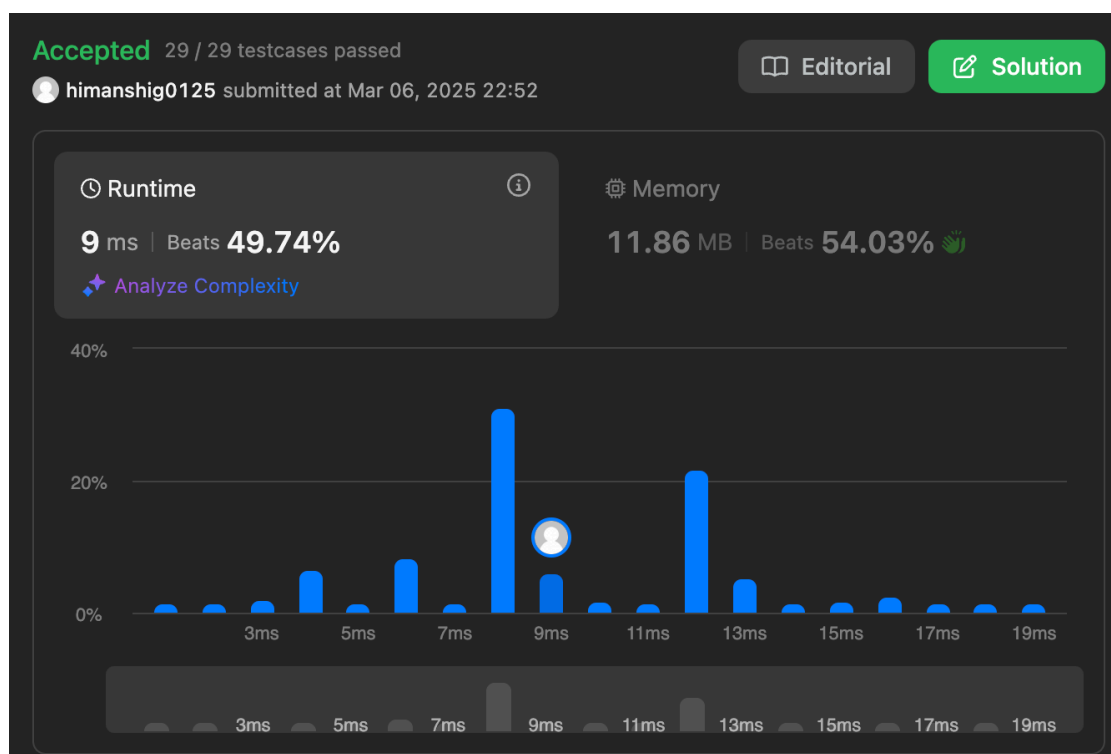 Accepted 29 / 29 testcases passed
Editorial
Solution
himanshig0125 submitted at Mar 06, 2025 22:52
Runtime
9 ms | Beats 49.74%
Analyze Complexity
Memory
11.86 MB | Beats 54.03%
40%
20%
0%
3ms 5ms 7ms 9ms 11ms 13ms 15ms 17ms 19ms
3ms 5ms 7ms 9ms 11ms 13ms 15ms 17ms 19ms